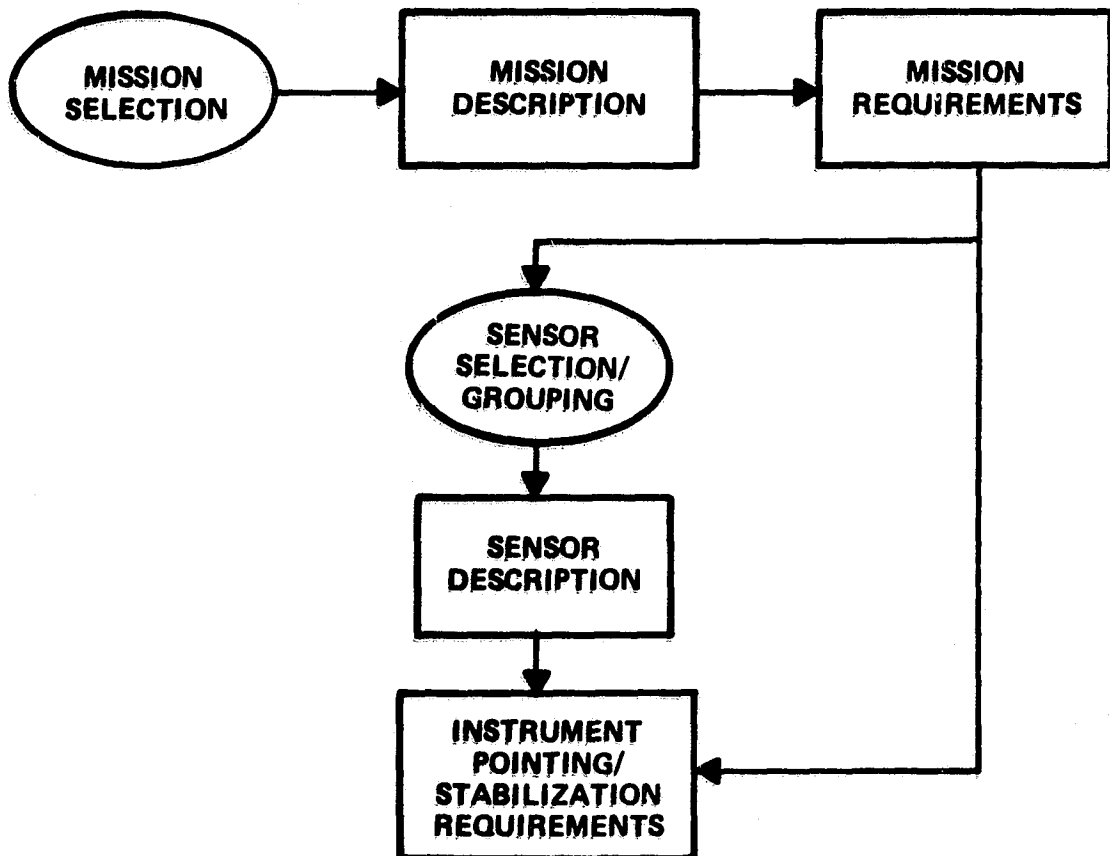 MISSION
SELECTION
MISSION
DESCRIPTION
MISSION
REQUIREMENTS
SENSOR
SELECTION/
GROUPING
SENSOR
DESCRIPTION
INSTRUMENT
POINTING/
STABILIZATION
REQUIREMENTS